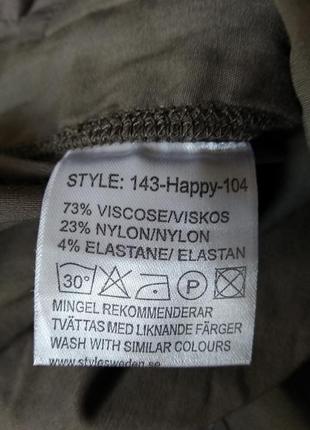 STYLE: 143-Happy-104
73% VISCOSE/VISKOS
23% NYLON/NYLON
4% ELASTANE/ ELASTAN
30° P
MINGEL REKOMMENDERAR
TVÄTTAS MED LIKNANDE FÄRGER
WASH WITH SIMILAR COLOURS
www.stylesweden.se